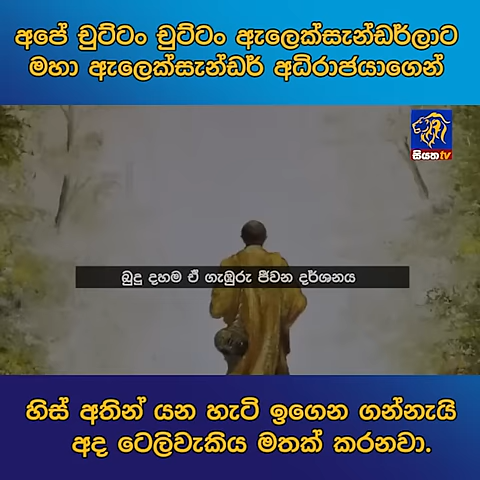 අපේ චුට්ටං චුට්ටං ඇලෙක්සැන්ඩර්ලාට
මහා ඇලෙක්සැන්ඩර් අධිරාජයාගෙන්
සියත tv
බුදු දහම ඒ ගැඹුරු ජීවන දර්ශනය
හිස් අතින් යන හැටි ඉගෙන ගන්නැයි
අද ටෙලිවැකිය මතක් කරනවා.